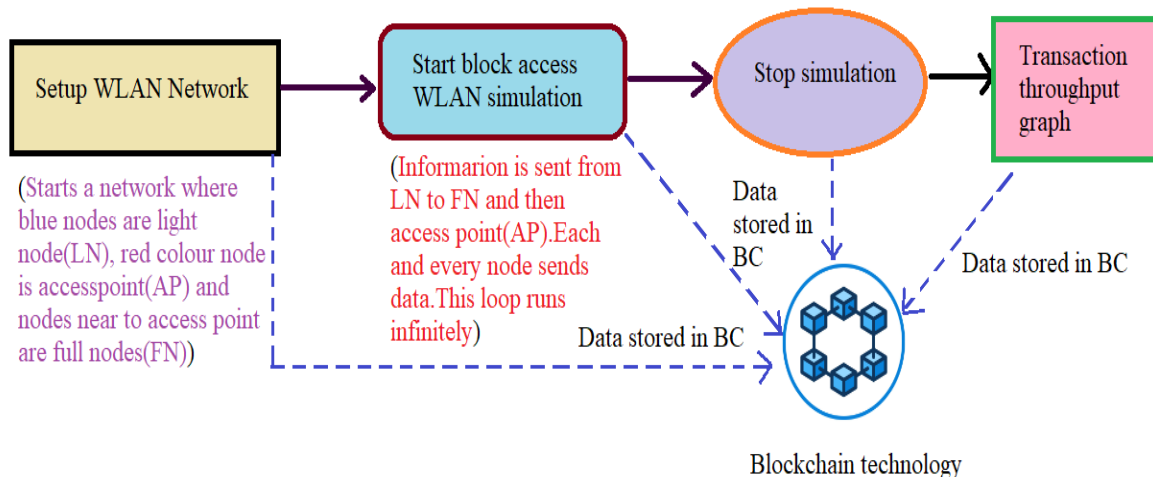 Setup WLAN Network
Start block access
WLAN simulation
Stop simulation
Transaction
throughput
graph
(Starts a network where
blue nodes are light
node(LN), red colour node
is accesspoint(AP) and
nodes near to access point
are full nodes(FN))
(Informarion is sent from
LN to FN and then
access point(AP).Each
and every node sends
data.This loop runs
infinitely)
Data
stored in
BC
Data stored in BC
Data stored in BC
Blockchain technology